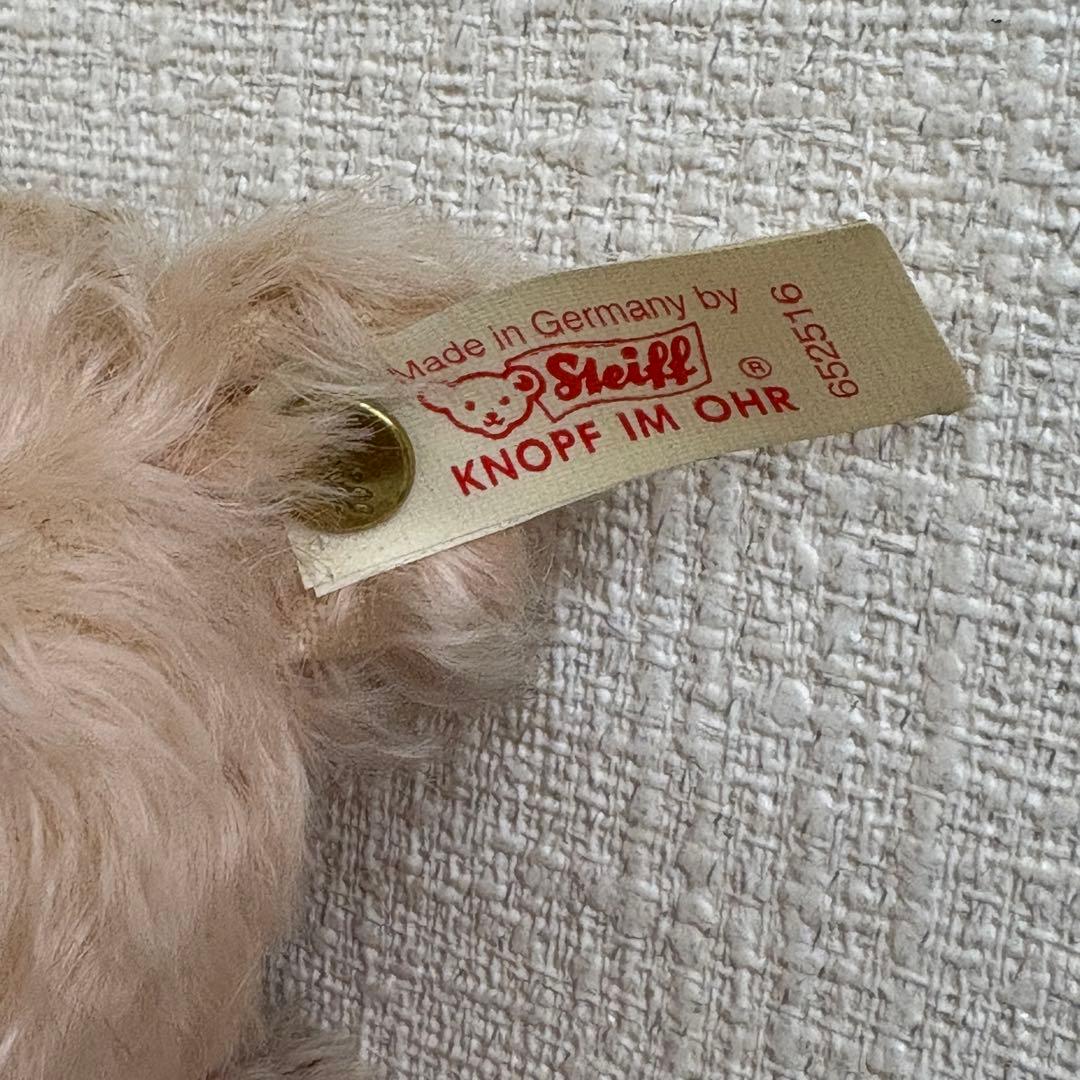 Made in Germany by
Steiff
®
KNOPF IM OHR
652516